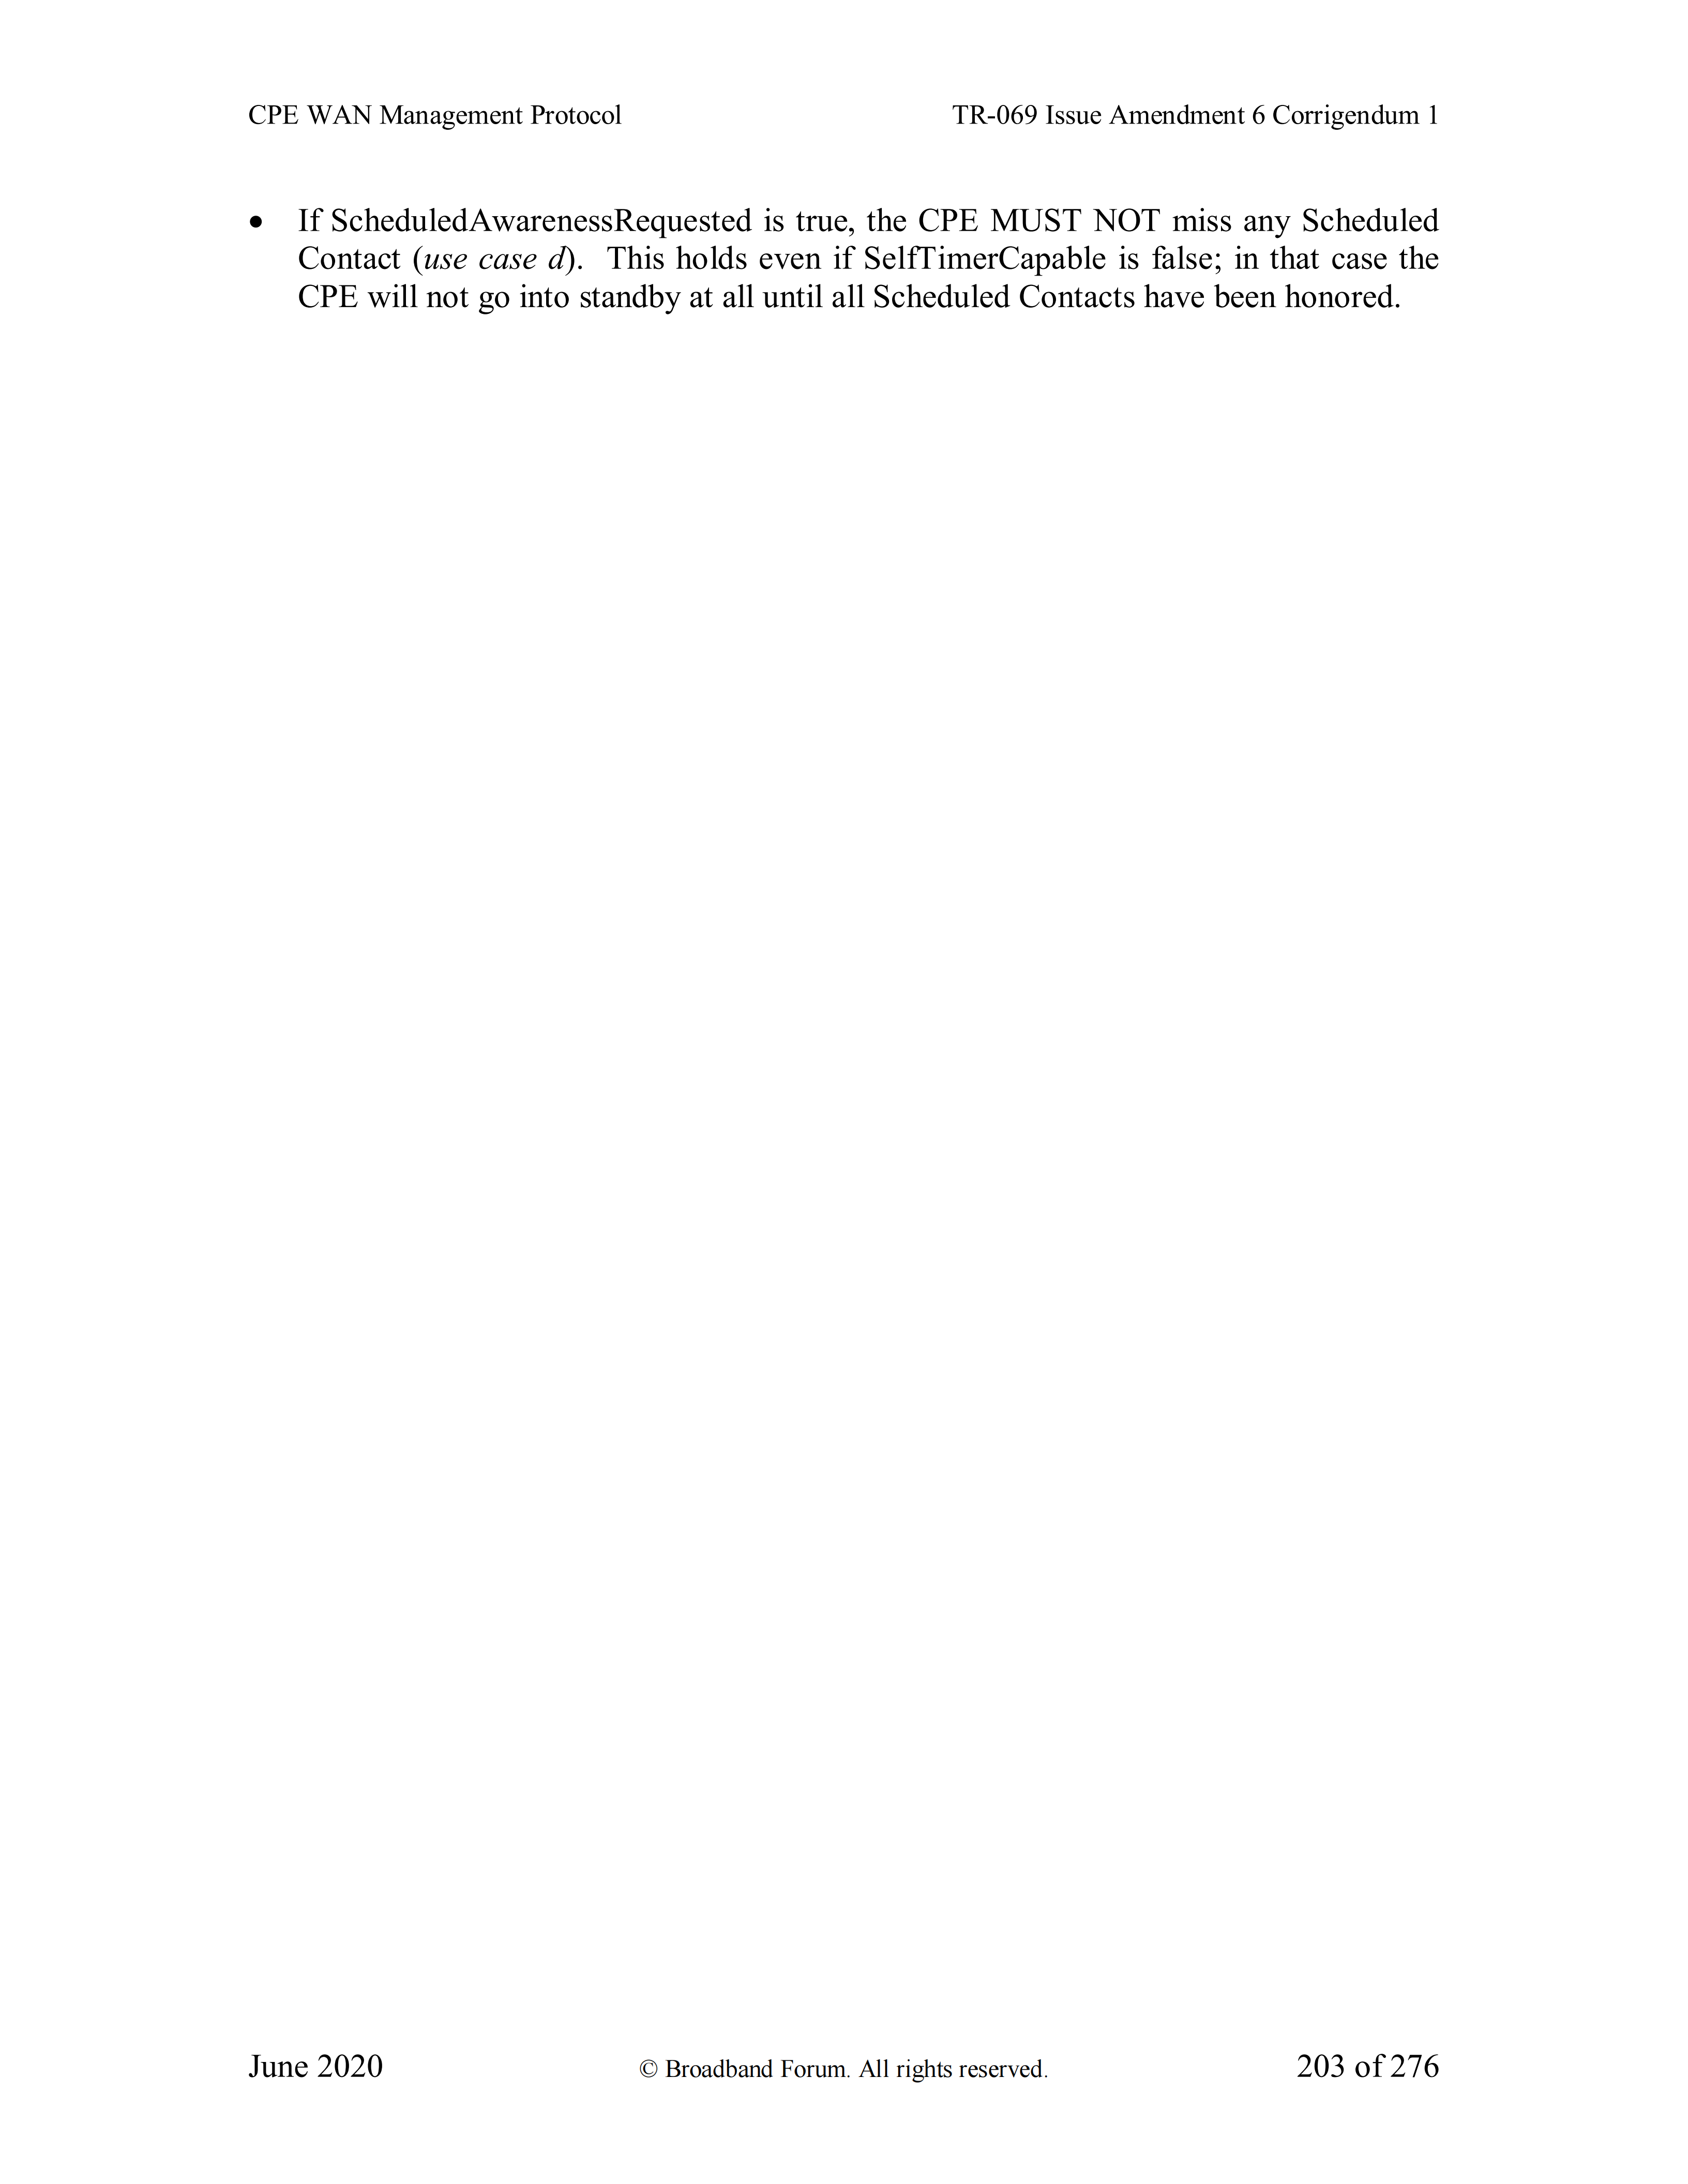 CPE WAN Management Protocol TR-069 Issue Amendment 6 Corrigendum 1
• If ScheduledAwarenessRequested is true, the CPE MUST NOT miss any Scheduled
Contact (use case d). This holds even if SelfTimerCapable is false; in that case the
CPE will not go into standby at all until all Scheduled Contacts have been honored.
June 2020 © Broadband Forum. All rights reserved. 203 of 276